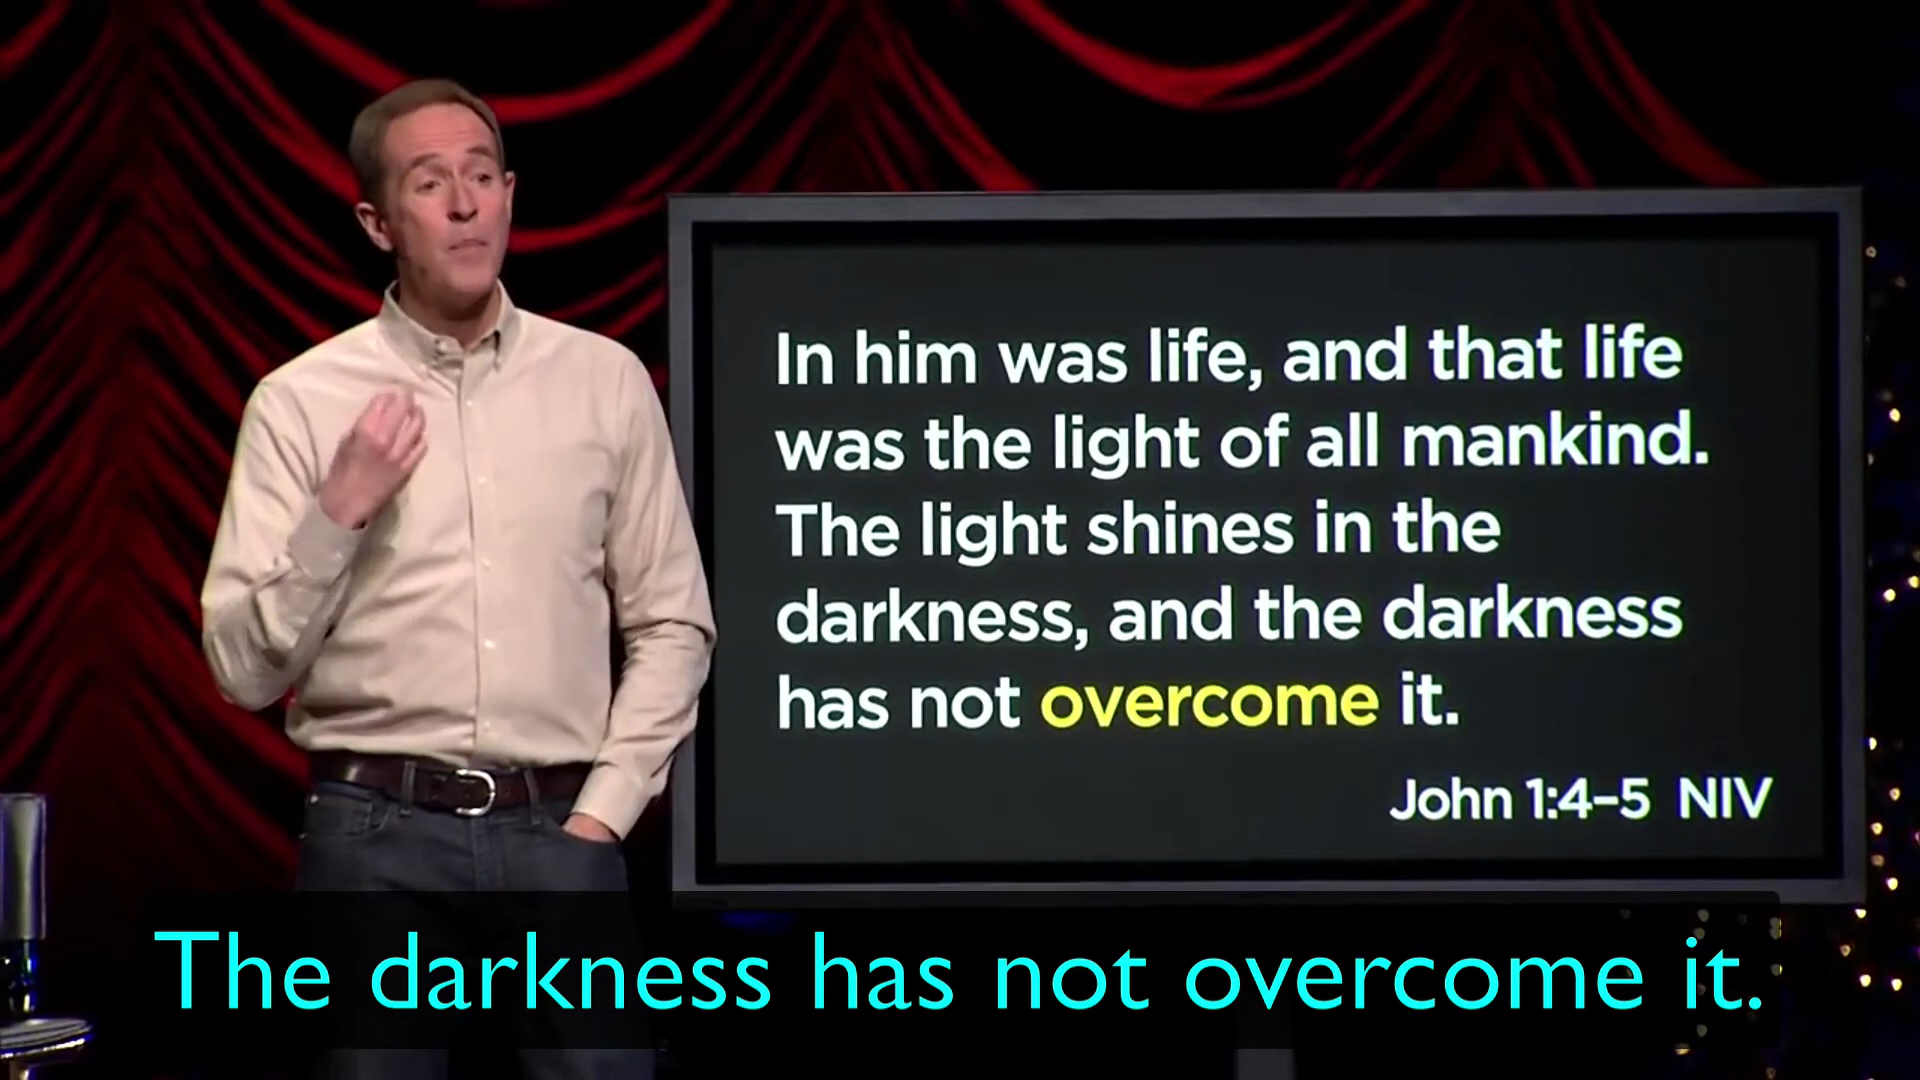 In him was life, and that life
was the light of all mankind.
The light shines in the
darkness, and the darkness
has not overcome it.
John 1:4–5 NIV
The darkness has not overcome it.